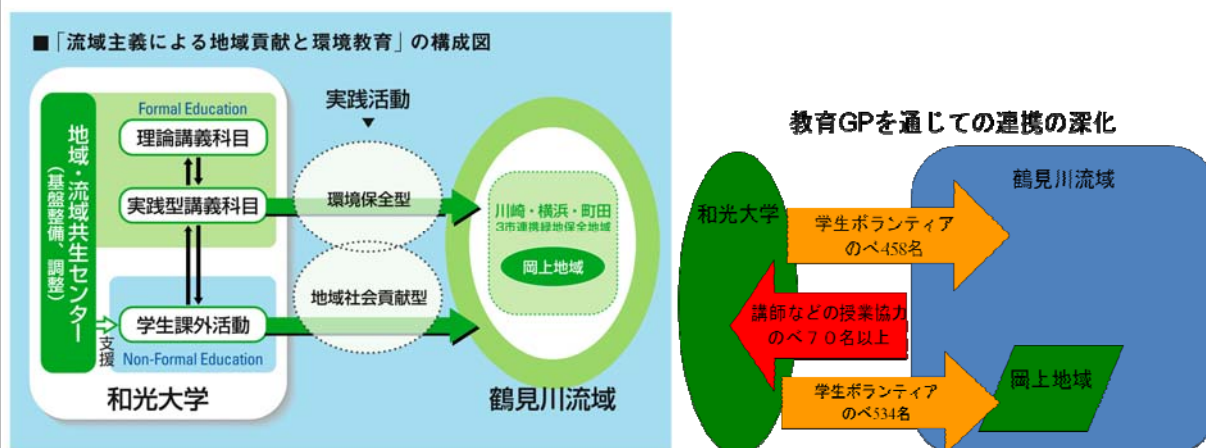 ■「流域主義による地域貢献と環境教育」の構成図
地域・流域共生センター
(基盤整備、調整)
Formal Education
理論講義科目
実践型講義科目
支援
学生課外活動
Non-Formal Education
和光大学
実践活動
▼
環境保全型
地域社会貢献型
川崎・横浜・町田
3市連携緑地保全地域
岡上地域
鶴見川流域
教育GPを通じての連携の深化
和光大学
鶴見川流域
学生ボランティア
のべ458名
講師などの授業協力
のべ７０名以上
学生ボランティア
のべ534名
岡上地域